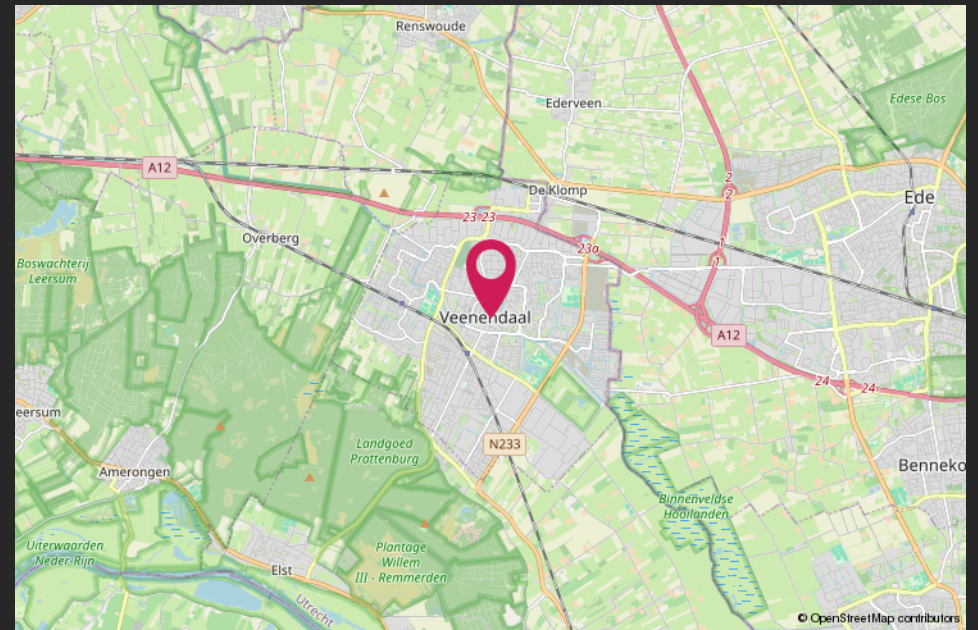 Renswoude
Ederveen
Edese Bos
A12
2
De Klomp
2
Ede
23 23
Overberg
1
23a
1
Boswachterij
Leersum
Veenendaal
A12
24
24
eersum
N233
Landgoed
Prattenburg
Amerongen
Benneko
Binnenveldse
Hooilanden
Uiterwaarden
Neder-Rijn
Plantage
Willem
III - Remmerden
Elst
Utrecht
© OpenStreetMap contributors